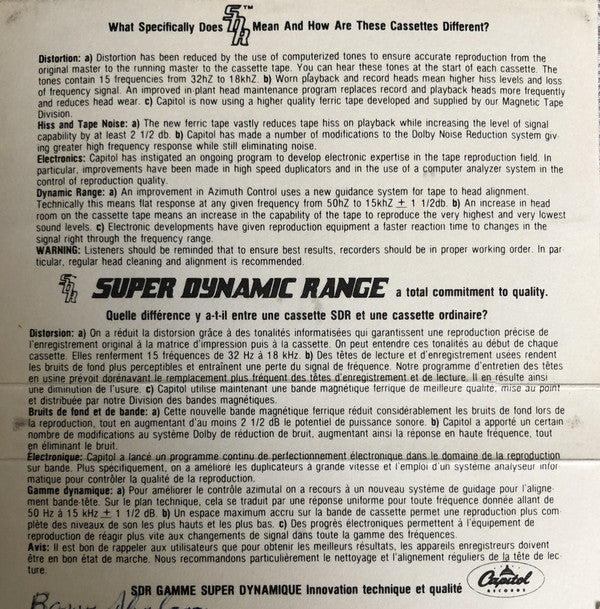 What Specifically Does SDR Mean And How Are These Cassettes Different?
Distortion: a) Distortion has been reduced by the use of computerized tones to ensure accurate reproduction from the
original master to the running master to the cassette tape. You can hear these tones at the start of each cassette. The
tones contain 15 frequencies from 32hZ to 18khZ. b) Worn playback and record heads mean higher hiss levels and loss
of frequency signal. An improved in-plant head maintenance program replaces record and playback heads more frequently
and reduces head wear. c) Capitol is now using a higher quality ferric tape developed and supplied by our Magnetic Tape
Division.
Hiss and Tape Noise: a) The new ferric tape vastly reduces tape hiss on playback while increasing the level of signal
capability by at least 2 1/2 db. b) Capitol has made a number of modifications to the Dolby Noise Reduction system giv
ing greater high frequency response while still eliminating noise.
Electronics: Capitol has instigated an ongoing program to develop electronic expertise in the tape reproduction field. In
particular, improvements have been made in high speed duplicators and in the use of a computer analyzer system in the
control of reproduction quality.
Dynamic Range: a) An improvement in Azimuth Control uses a new guidance system for tape to head alignment.
Technically this means flat response at any given frequency from 50hZ to 15khZ ± 1 1/2db. b) An increase in head
room on the cassette tape means an increase in the capability of the tape to reproduce the very highest and very lowest
sound levels. c) Electronic developments have given reproduction equipment a faster reaction time to changes in the
signal right through the frequency range.
WARNING: Listeners should be reminded that to ensure best results, recorders should be in proper working order. In par
ticular, regular head cleaning and alignment is recommended.
SDR SUPER DYNAMIC RANGE a total commitment to quality.
Quelle différence y a-t-il entre une cassette SDR et une cassette ordinaire?
Distorsion: a) On a réduit la distorsion grâce à des tonalités informatisées qui garantissent une reproduction précise de
l'enregistrement original à la matrice d'impression puis à la cassette. On peut entendre ces tonalités au début de chaque
cassette. Elles renferment 15 fréquences de 32 Hz à 18 kHz. b) Des têtes de lecture et d'enregistrement usées rendent
les bruits de fond plus perceptibles et entraînent une perte du signal de fréquence. Notre programme d'entretien des têtes
en usine prévoit dorénavant le remplacement plus fréquent des têtes d'enregistrement et de lecture. Il en résulte ainsi
une diminution de l'usure. c) Capitol utilise maintenant une bande magnétique ferrique de meilleure qualité, mise au point
et distribuée par notre Division des bandes magnétiques.
Bruits de fond et de bande: a) Cette nouvelle bande magnétique ferrique réduit considérablement les bruits de fond lors de
la reproduction, tout en augmentant d'au moins 2 1/2 dB le potentiel de puissance sonore. b) Capitol a apporté un certain
nombre de modifications au système Dolby de réduction de bruit, augmentant ainsi la réponse en haute fréquence, tout
en éliminant le bruit.
Electronique: Capitol a lancé un programme continu de perfectionnement électronique dans le domaine de la reproduction
sur bande. Plus specifiquement, on a amélioré les duplicateurs à grande vitesse et l'emploi d'un système analyseur infor
matique pour contrôler la qualité de la reproduction.
Gamme dynamique: a) Pour améliorer le contrôle azimutal on a recours à un nouveau système de guidage pour l'aligne-
ment bande-tête. Sur le plan technique, cela se traduit par une réponse uniforme pour toute fréquence donnée allant de
50 Hz à 15 kHz ± 1 1/2 dB. b) Un espace maximum accru sur la bande de cassette permet une reproduction plus com
plète des niveaux de son les plus hauts et les plus bas. c) Des progrès électroniques permettent à l'équipement de
reproduction de réagir plus vite aux changements de signal dans toute la gamme des fréquences.
Avis: Il est bon de rappeler aux utilisateurs que pour obtenir les meilleurs résultats, les appareils enregistreurs doivent
être en bon état de marche. Nous recommandons particulièrement le nettoyage et l'alignement réguliers de la tête de lec-
ture.
SDR GAMME SUPER DYNAMIQUE Innovation technique et qualité
Capitol
RECORDS